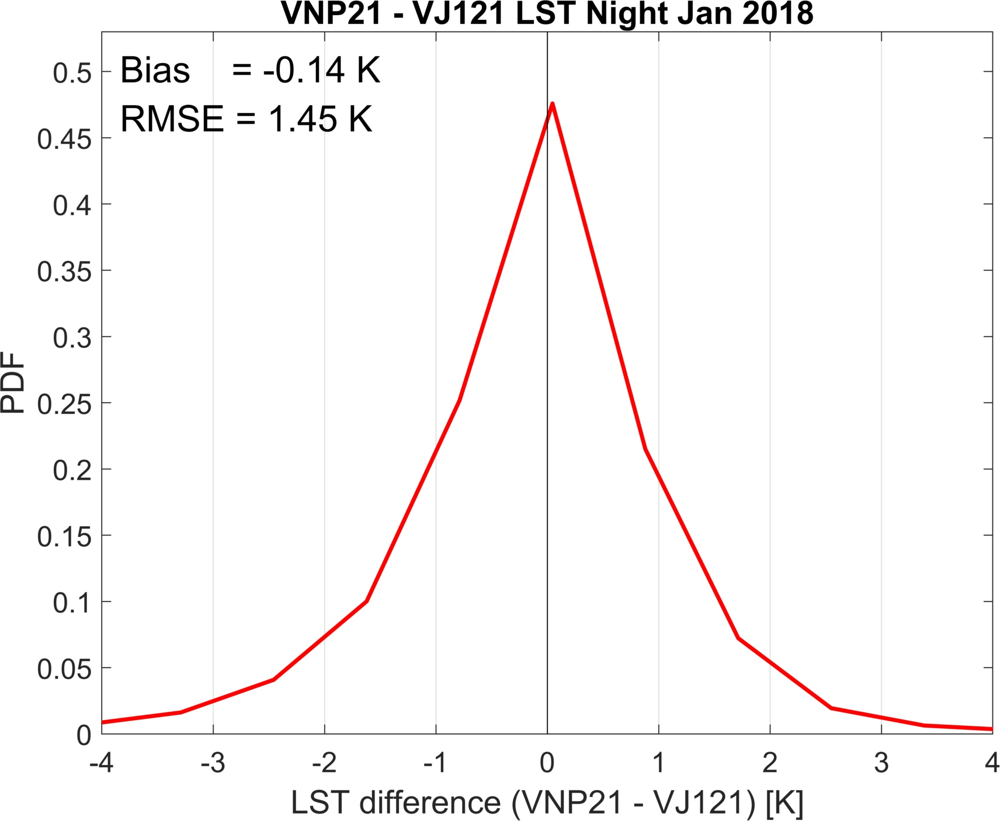 VNP21 - VJ121 LST Night Jan 2018
Bias = -0.14 K
RMSE = 1.45 K
0.5
0.45
0.4
0.35
0.3
0.25
0.2
0.15
0.1
0.05
0
PDF
-4 -3 -2 -1 0 1 2 3 4
LST difference (VNP21 - VJ121) [K]